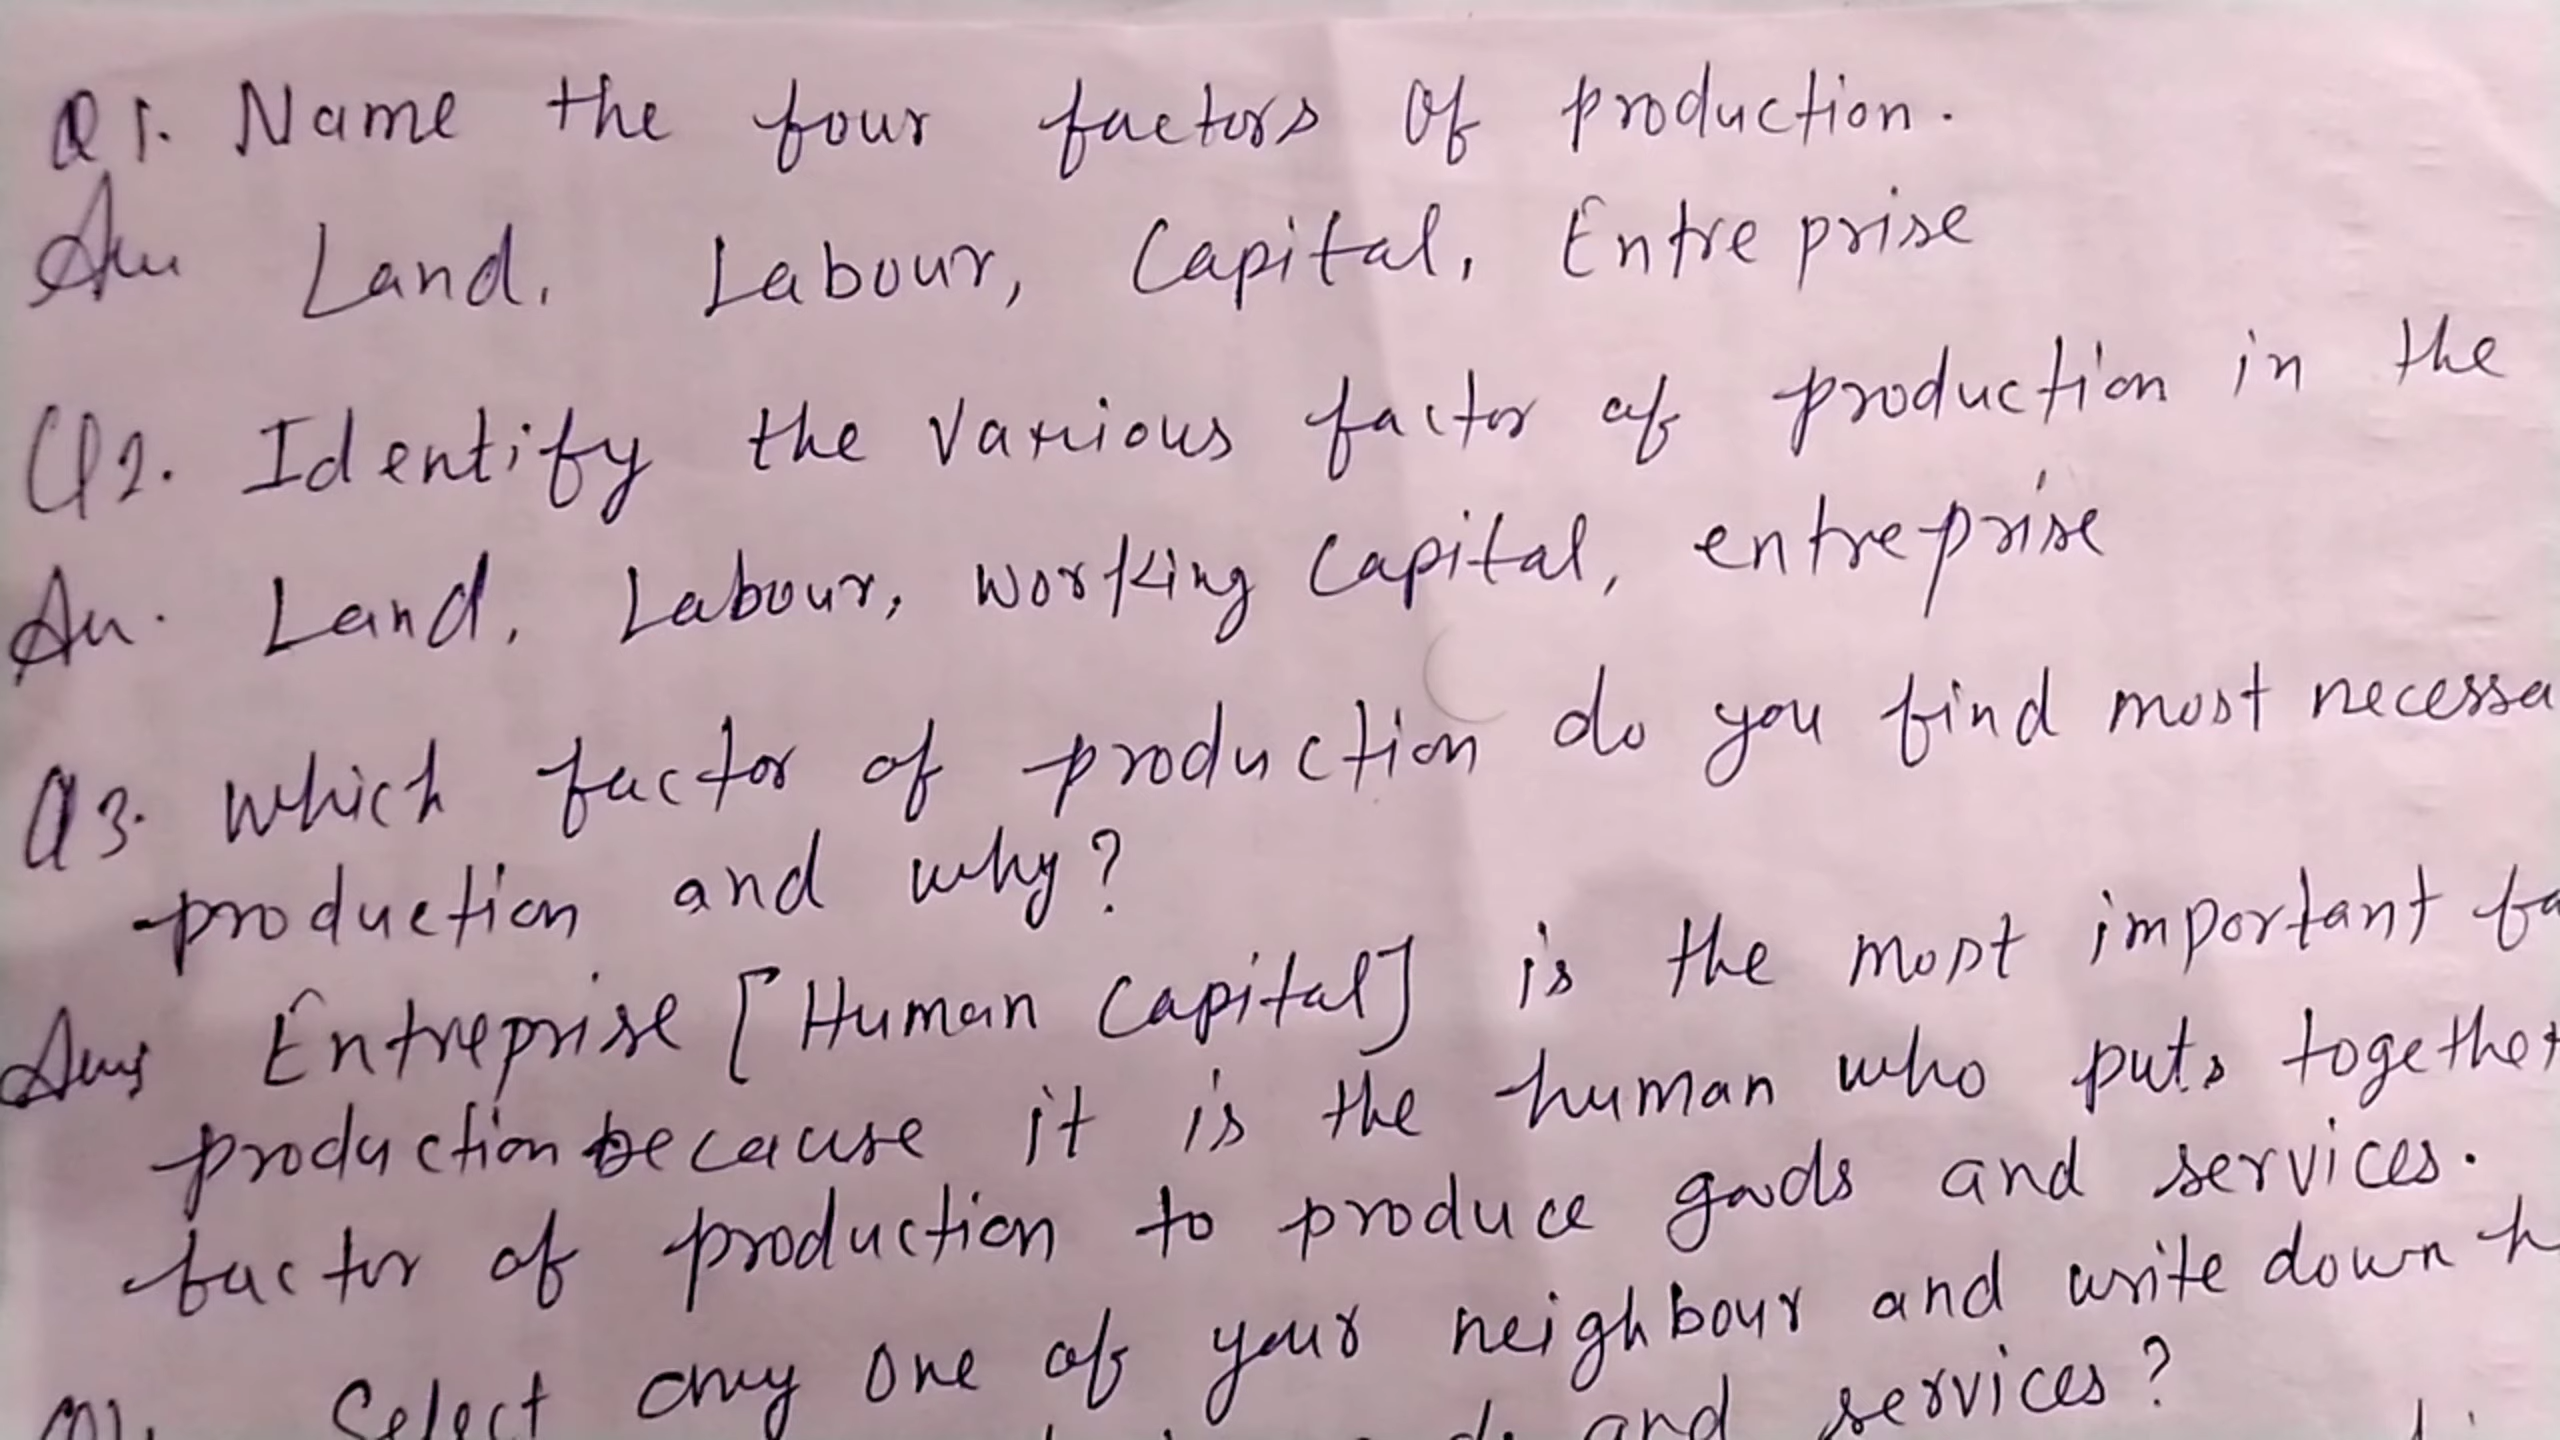 Q1. Name the four factors of production.
Ans Land, Labour, Capital, Entreprise
Q2. Identify the various factor of production in the
An. Land, Labour, working Capital, entreprise
Q3. Which factor of production do you find most necessa
production and why?
Ans Entreprise [Human Capital] is the most important fa
production because it is the human who puts together
factor of production to produce goods and services.
Select any one of your neighbour and write down h
and services?